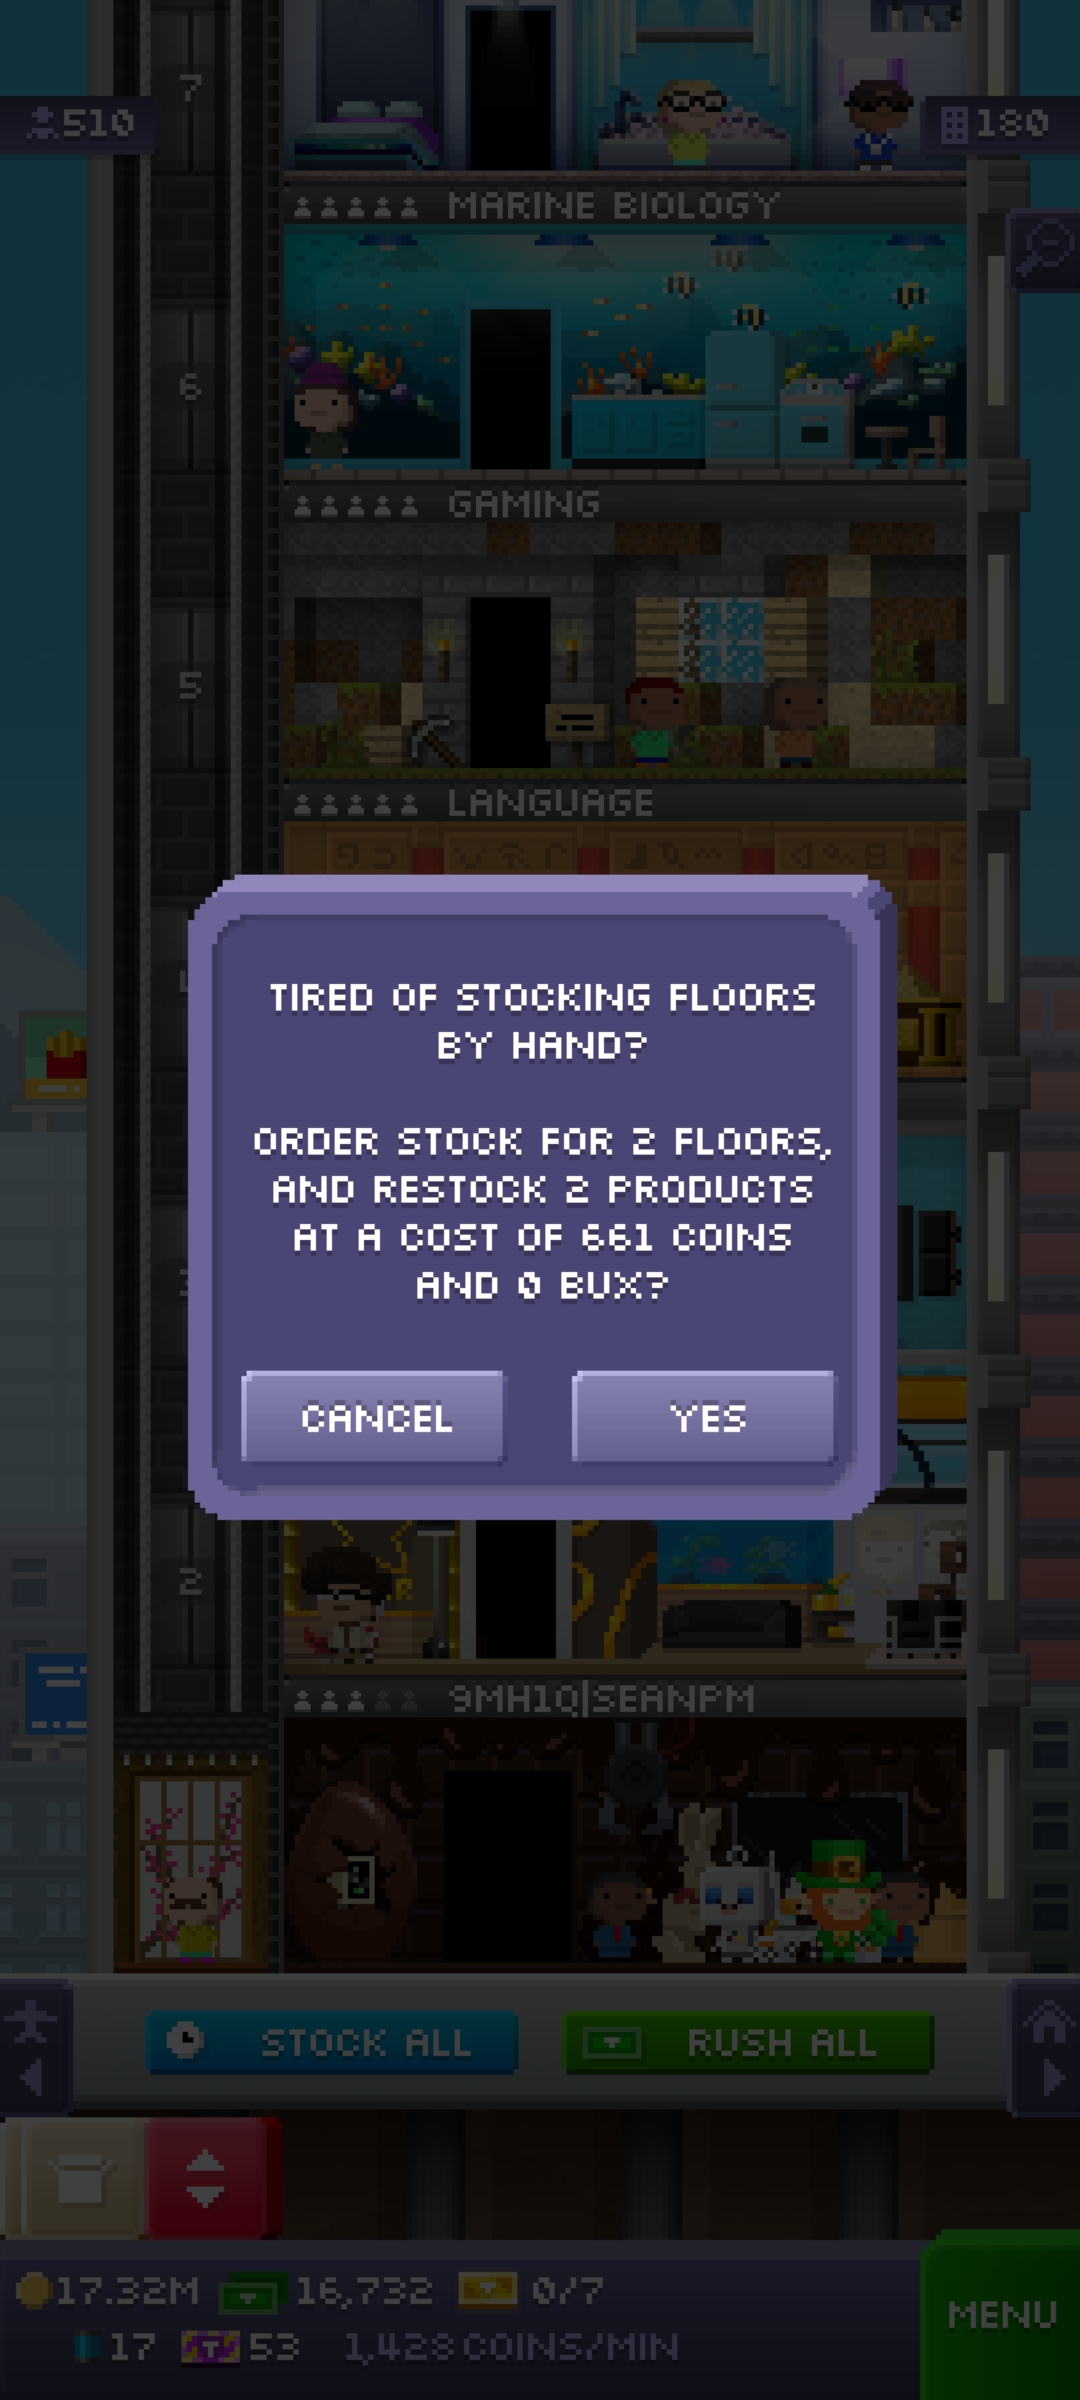 7
510
180
MARINE BIOLOGY
6
GAMING
5
LANGUAGE
TIRED OF STOCKING FLOORS
BY HAND?
ORDER STOCK FOR 2 FLOORS,
AND RESTOCK 2 PRODUCTS
AT A COST OF 661 COINS
AND 0 BUX?
CANCEL
YES
2
9MH1Q|SEANPM
STOCK ALL
RUSH ALL
17.32M 16,732 0/7
17 53 1,428 COINS/MIN
MENU